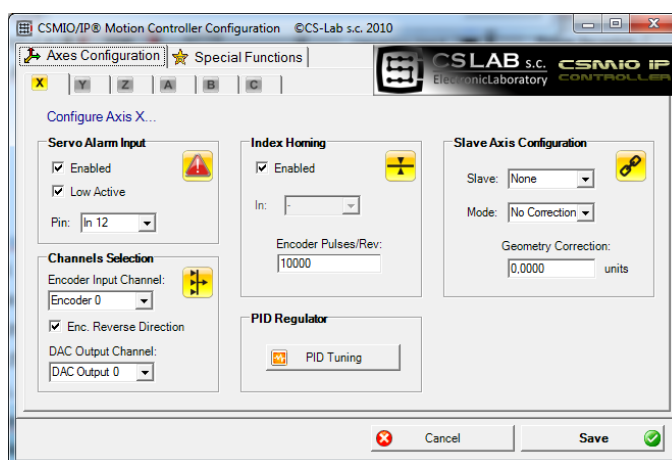 CSMIO/IP® Motion Controller Configuration ©CS-Lab s.c. 2010
Axes Configuration
Special Functions
CSLAB s.c.
ElectronicLaboratory
CSMIO IP
CONTROLLER
X Y Z A B C
Configure Axis X...
Servo Alarm Input
Enabled
Low Active
Pin: In 12
Channels Selection
Encoder Input Channel:
Encoder 0
Enc. Reverse Direction
DAC Output Channel:
DAC Output 0
Index Homing
Enabled
In: -
Encoder Pulses/Rev:
10000
PID Regulator
PID Tuning
Slave Axis Configuration
Slave: None
Mode: No Correction
Geometry Correction:
0,0000 units
Cancel
Save